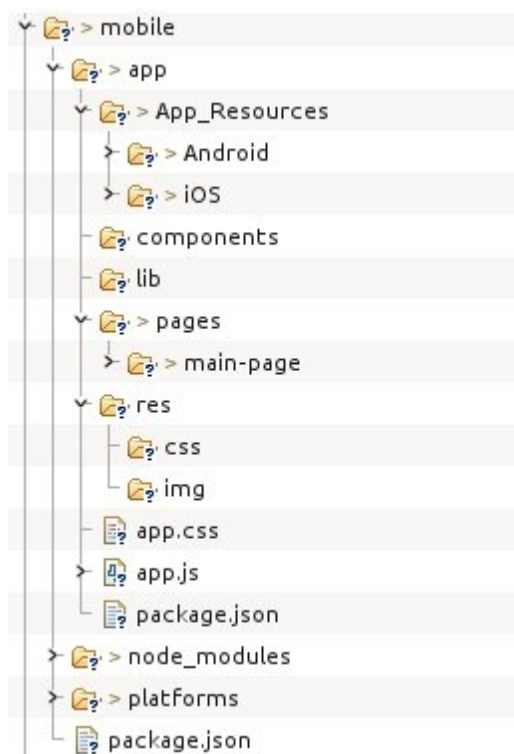 > mobile
> app
> App_Resources
> Android
> iOS
components
lib
> pages
> main-page
res
css
img
app.css
app.js
package.json
> node_modules
> platforms
package.json